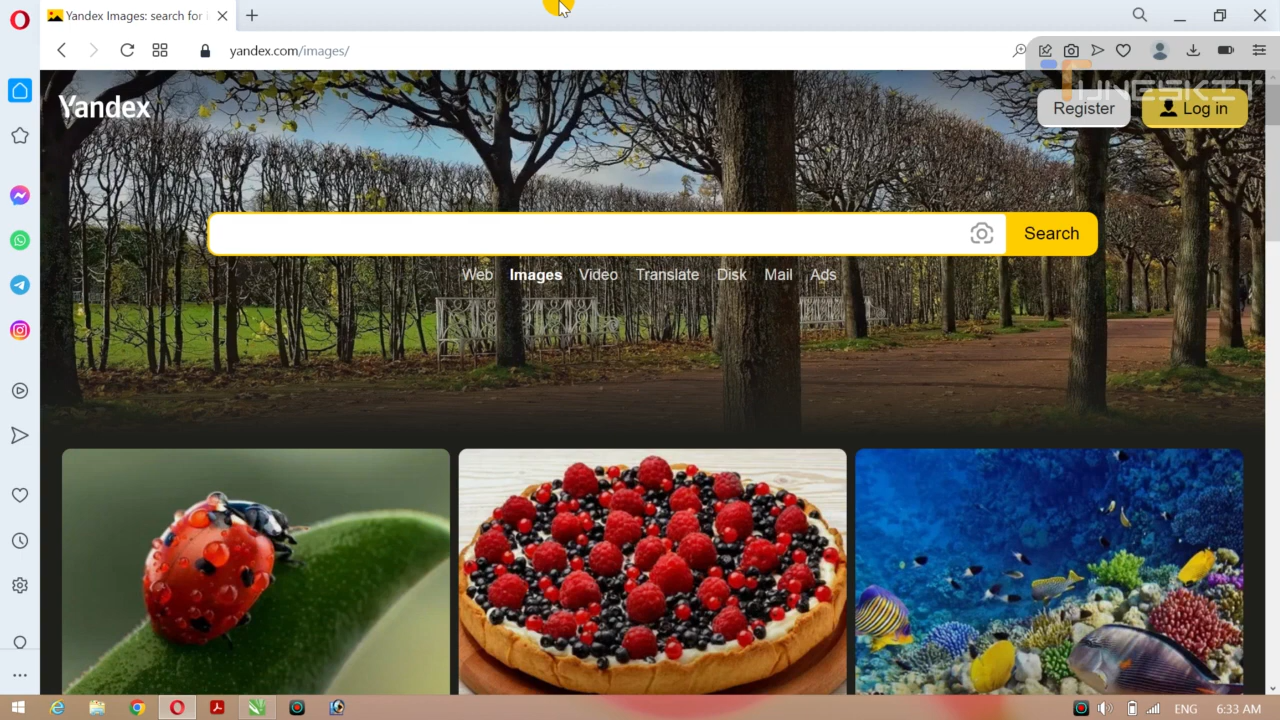 Yandex Images: search for i
yandex.com/images/
TUNESKIT
Yandex
Register
Log in
Search
Web Images Video Translate Disk Mail Ads
ENG 6:33 AM